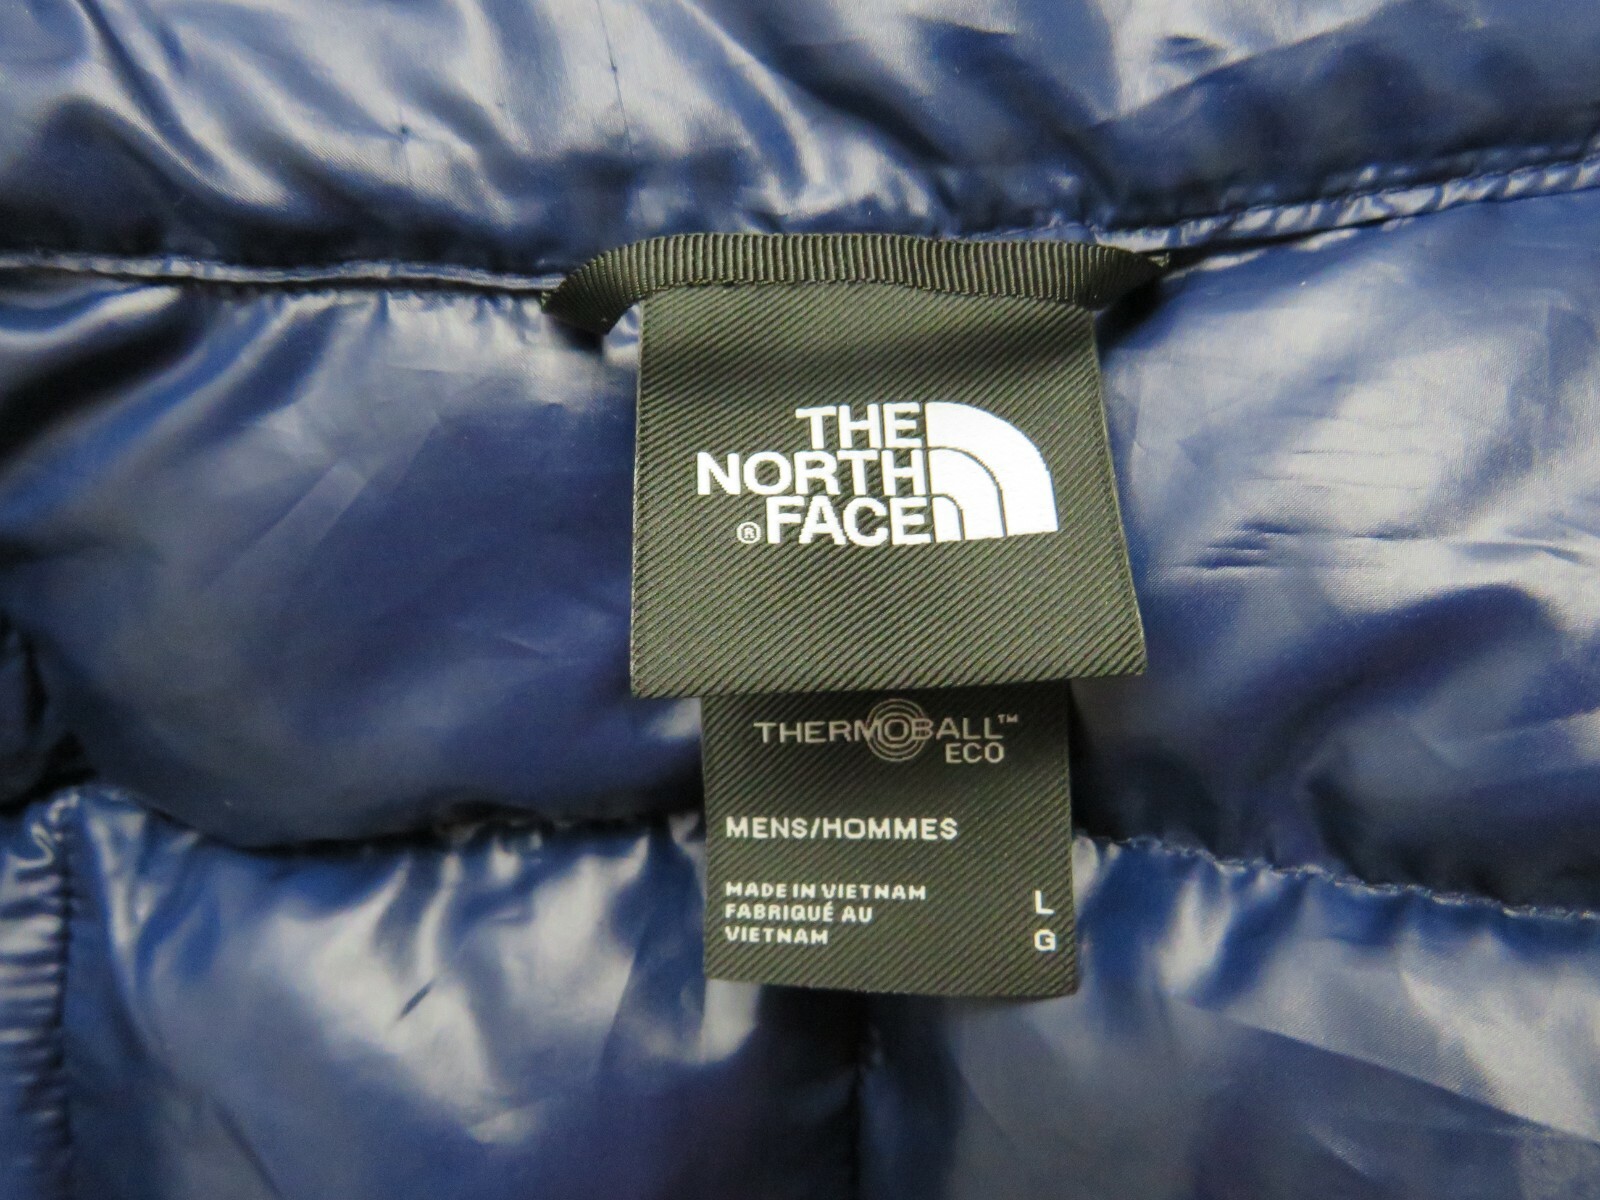 THE
NORTH
® FACE
THERMOBALL™
ECO
MENS/HOMMES
MADE IN VIETNAM
FABRIQUÉ AU
VIETNAM
L
G